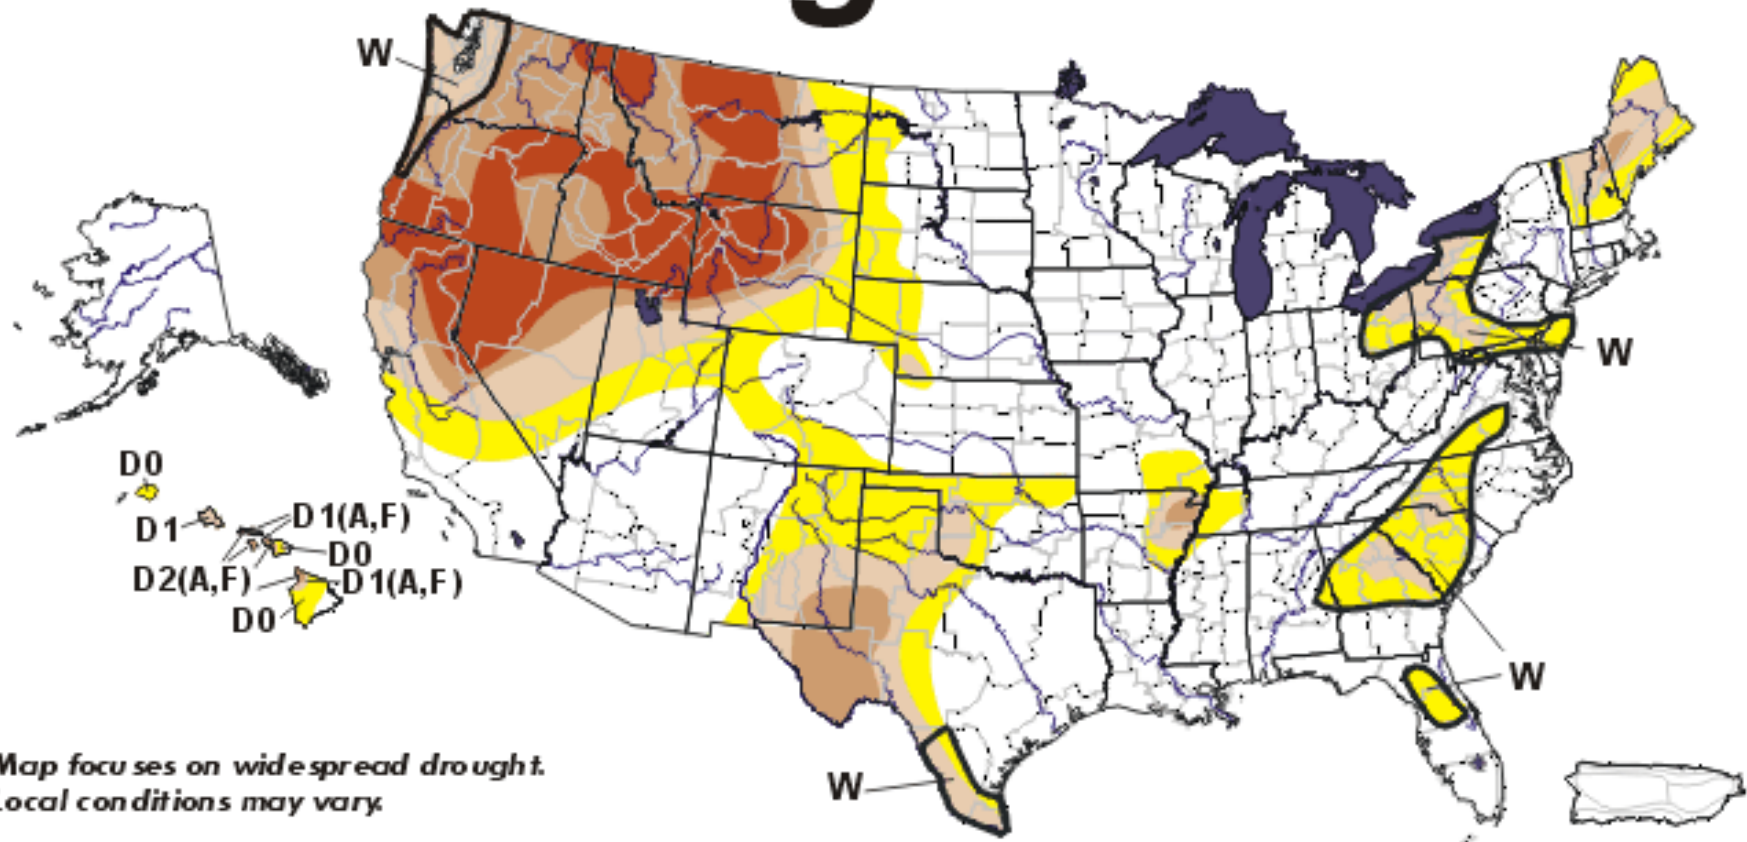 W
W
D0
D1
D1(A,F)
D0
D2(A,F)
D1(A,F)
D0
W
W
Map focuses on widespread drought.
Local conditions may vary.